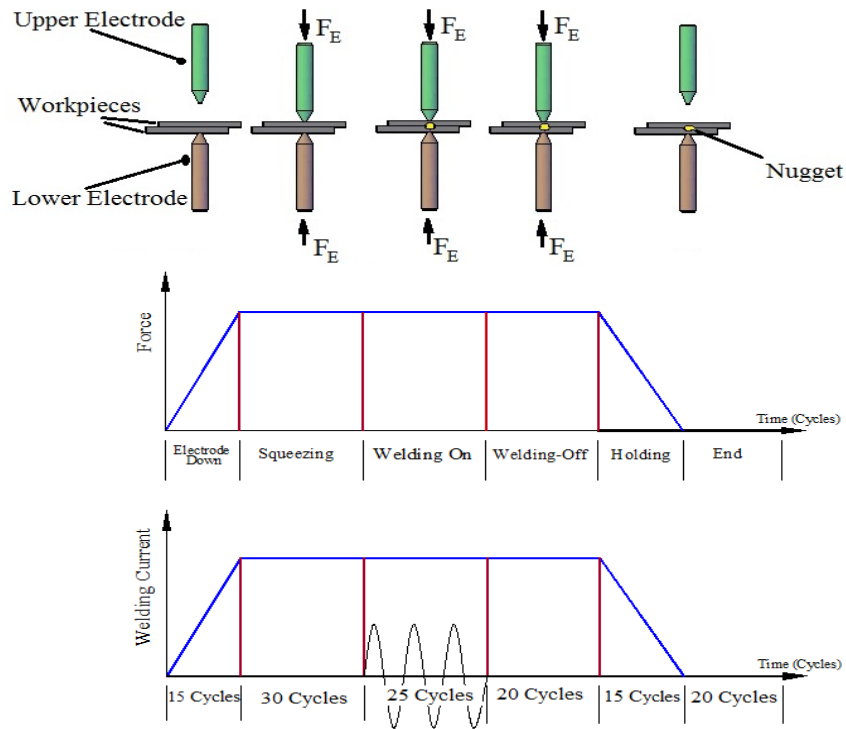 Upper Electrode
Workpieces
Lower Electrode
F_E
F_E
F_E
F_E
F_E
F_E
Nugget
Force
Time (Cycles)
Electrode
Down
Squeezing
Welding On
Welding-Off
Holding
End
Welding Current
Time (Cycles)
15 Cycles
30 Cycles
25 Cycles
20 Cycles
15 Cycles
20 Cycles